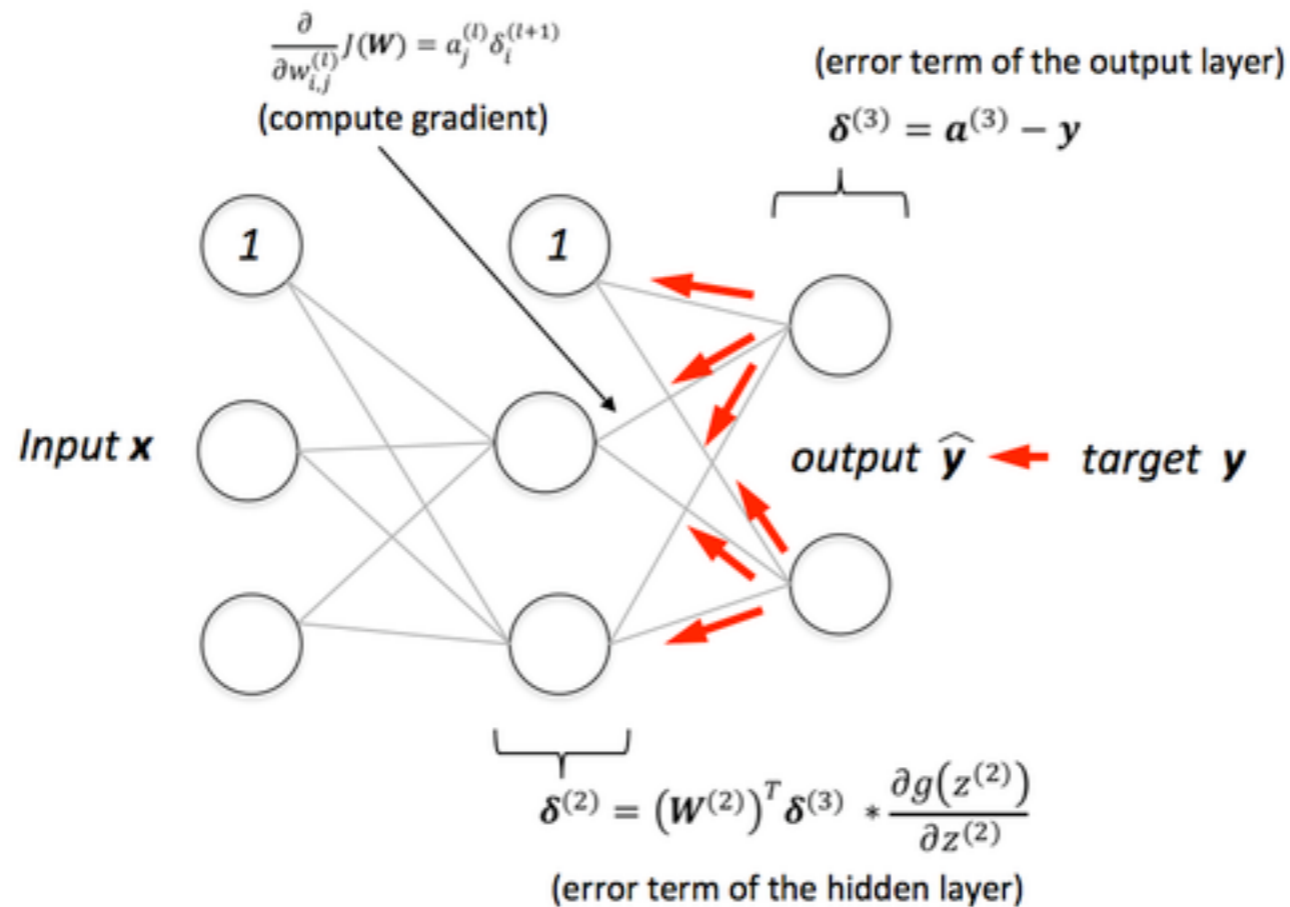 ∂/∂w_{i,j}^{(l)} J(W) = a_j^{(l)} δ_i^{(l+1)}
(compute gradient)
(error term of the output layer)
δ^{(3)} = a^{(3)} − y
1
1
Input x
output ŷ
target y
δ^{(2)} = (W^{(2)})^T δ^{(3)} * ∂g(z^{(2)})/∂z^{(2)}
(error term of the hidden layer)